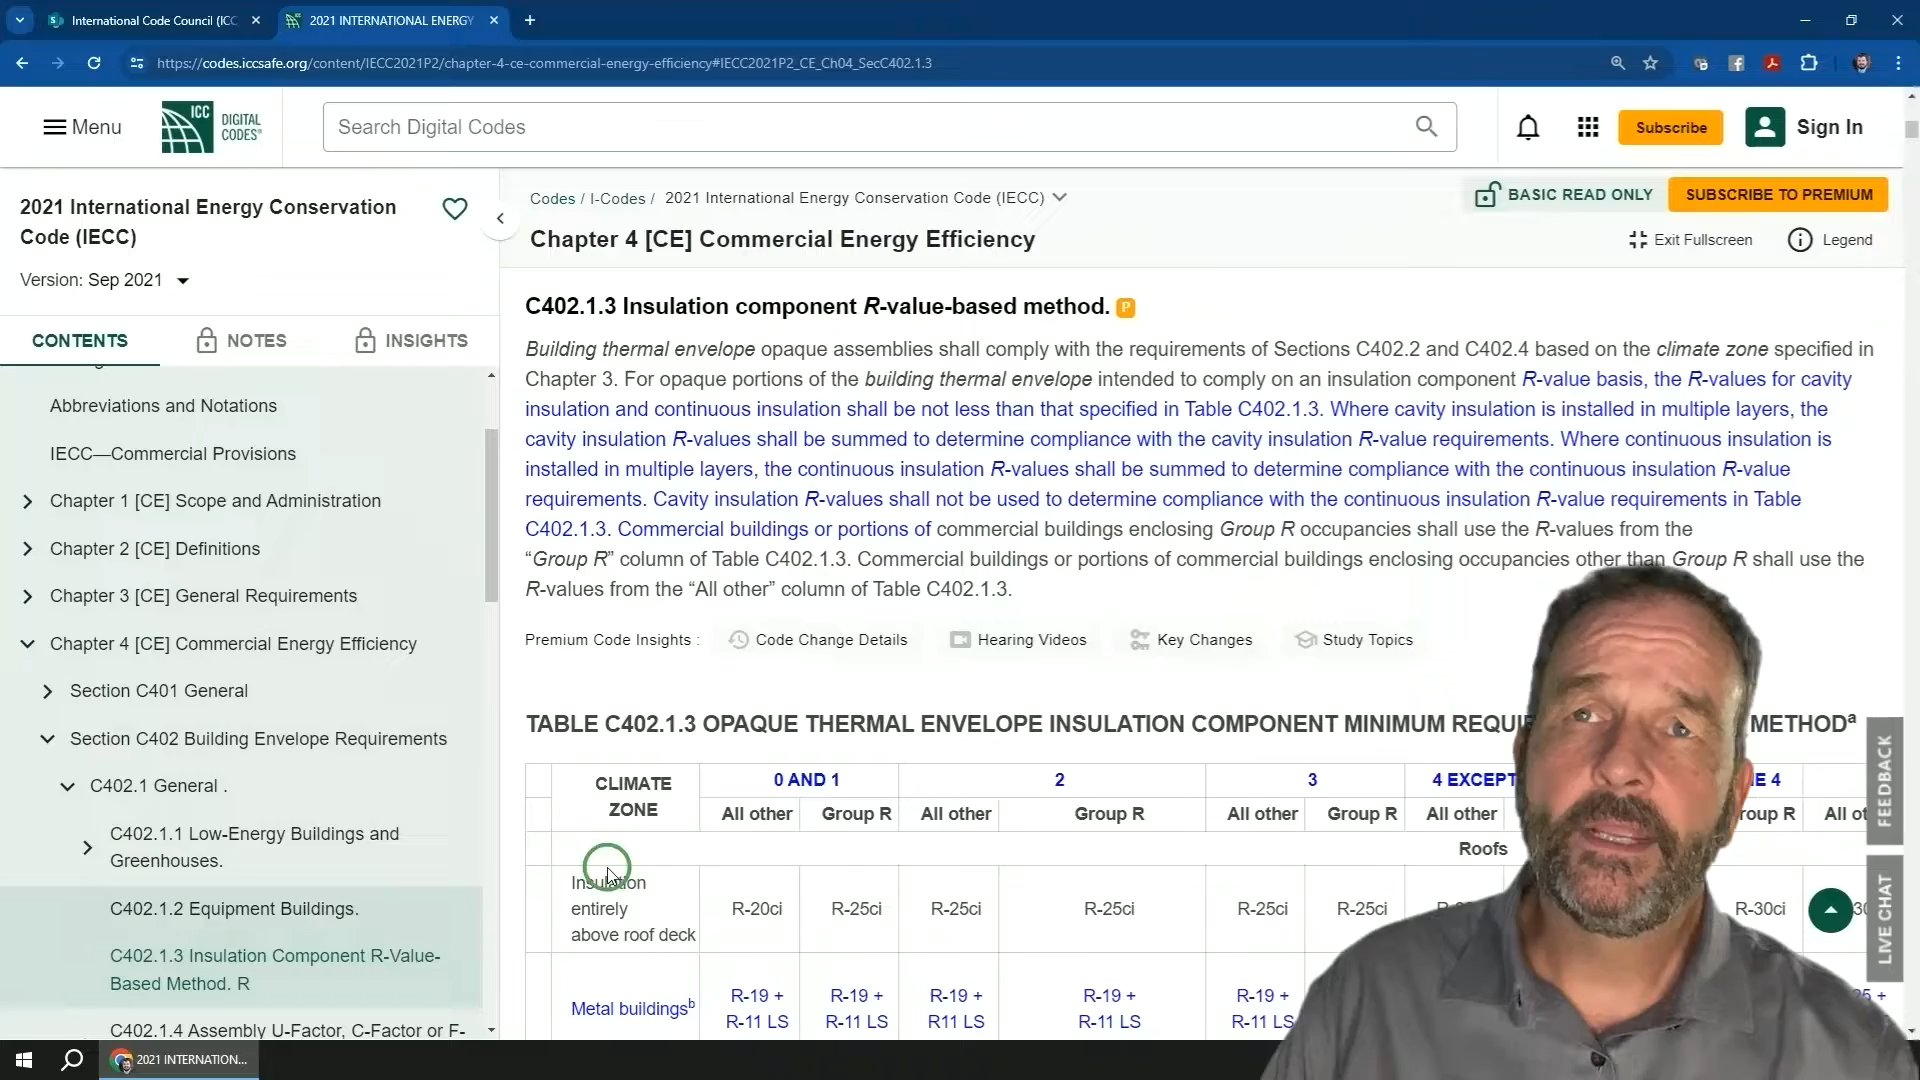 International Code Council (ICC
2021 INTERNATIONAL ENERGY
https://codes.iccsafe.org/content/IECC2021P2/chapter-4-ce-commercial-energy-efficiency#IECC2021P2_CE_Ch04_SecC402.1.3
Menu
ICC DIGITAL CODES
Search Digital Codes
Subscribe
Sign In
2021 International Energy Conservation
Code (IECC)
Version: Sep 2021
CONTENTS
NOTES
INSIGHTS
Abbreviations and Notations
IECC—Commercial Provisions
Chapter 1 [CE] Scope and Administration
Chapter 2 [CE] Definitions
Chapter 3 [CE] General Requirements
Chapter 4 [CE] Commercial Energy Efficiency
Section C401 General
Section C402 Building Envelope Requirements
C402.1 General .
C402.1.1 Low-Energy Buildings and
Greenhouses.
C402.1.2 Equipment Buildings.
C402.1.3 Insulation Component R-Value-
Based Method. R
C402.1.4 Assembly U-Factor, C-Factor or F-
Codes / I-Codes / 2021 International Energy Conservation Code (IECC)
BASIC READ ONLY
SUBSCRIBE TO PREMIUM
Chapter 4 [CE] Commercial Energy Efficiency
Exit Fullscreen
Legend
C402.1.3 Insulation component R-value-based method. P
Building thermal envelope opaque assemblies shall comply with the requirements of Sections C402.2 and C402.4 based on the climate zone specified in
Chapter 3. For opaque portions of the building thermal envelope intended to comply on an insulation component R-value basis, the R-values for cavity
insulation and continuous insulation shall be not less than that specified in Table C402.1.3. Where cavity insulation is installed in multiple layers, the
cavity insulation R-values shall be summed to determine compliance with the cavity insulation R-value requirements. Where continuous insulation is
installed in multiple layers, the continuous insulation R-values shall be summed to determine compliance with the continuous insulation R-value
requirements. Cavity insulation R-values shall not be used to determine compliance with the continuous insulation R-value requirements in Table
C402.1.3. Commercial buildings or portions of commercial buildings enclosing Group R occupancies shall use the R-values from the
“Group R” column of Table C402.1.3. Commercial buildings or portions of commercial buildings enclosing occupancies other than Group R shall use the
R-values from the “All other” column of Table C402.1.3.
Premium Code Insights : Code Change Details Hearing Videos Key Changes Study Topics
TABLE C402.1.3 OPAQUE THERMAL ENVELOPE INSULATION COMPONENT MINIMUM METHODa
CLIMATE
ZONE
0 AND 1 2 3 4 EXCEPT 4
All other Group R All other Group R All other Group R All other R
Roofs
Insulation
entirely
above roof deck
R-20ci R-25ci R-25ci R-25ci R-25ci R-25ci R-30ci
Metal buildingsb
R-19 + R-19 + R-19 + R-19 + R-19 +
R-11 LS R-11 LS R11 LS R-11 LS R-11 LS
FEEDBACK
LIVE CHAT
2021 INTERNATION...